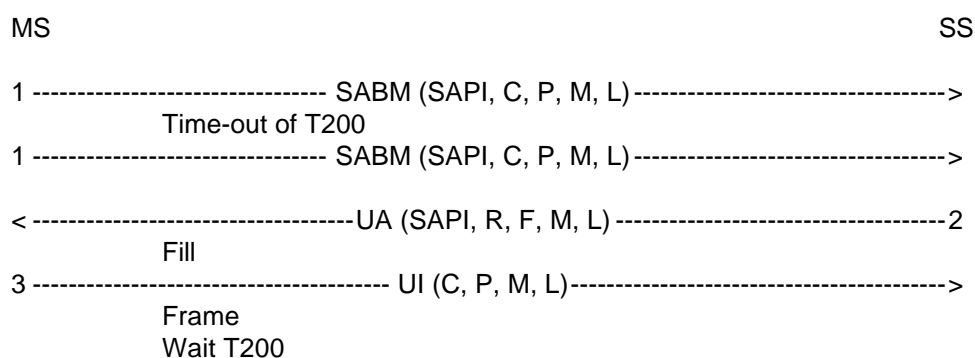 MS SS
1 --------------------------------- SABM (SAPI, C, P, M, L)----------------------------------->
Time-out of T200
1 --------------------------------- SABM (SAPI, C, P, M, L)----------------------------------->
< ------------------------------------UA (SAPI, R, F, M, L) -------------------------------------2
Fill
3 ---------------------------------------- UI (C, P, M, L)------------------------------------------>
Frame
Wait T200